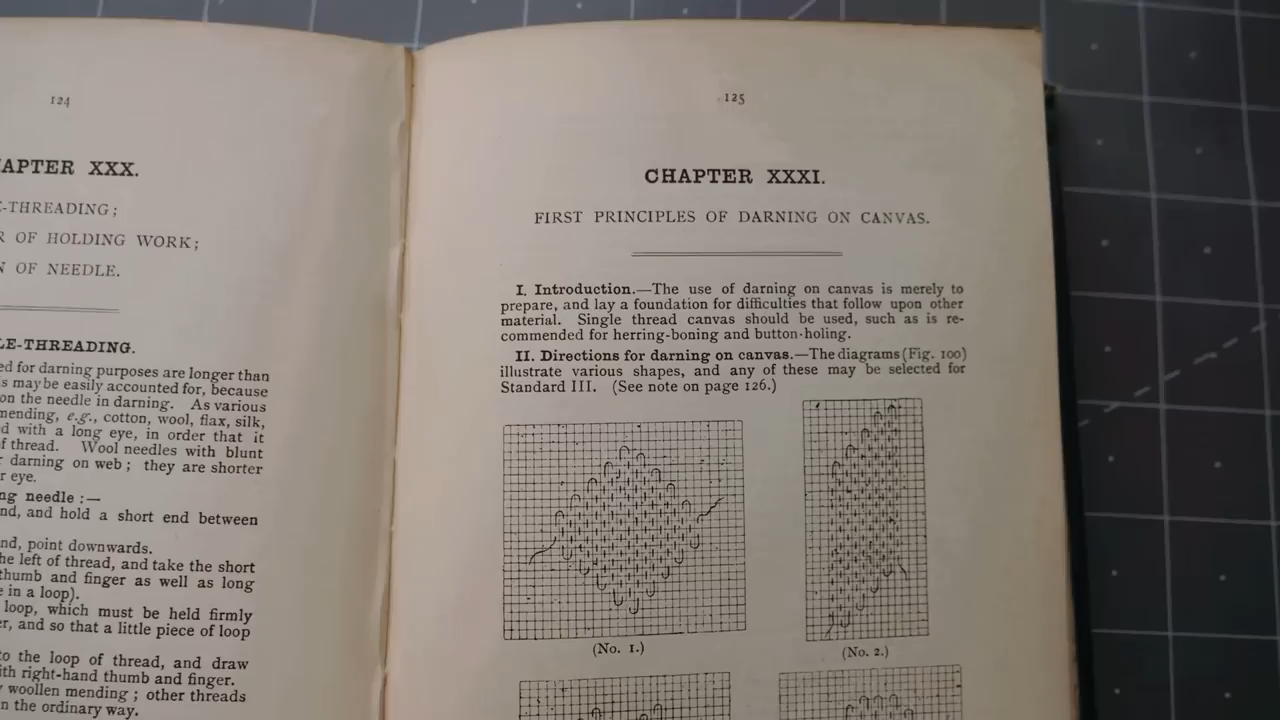 124
APTER XXX.
-THREADING;
R OF HOLDING WORK;
N OF NEEDLE.
LE-THREADING.
ed for darning purposes are longer than
s may be easily accounted for, because
on the needle in darning. As various
mending, e.g., cotton, wool, flax, silk,
d with a long eye, in order that it
f thread. Wool needles with blunt
r darning on web; they are shorter
r eye.
ng needle:—
nd, and hold a short end between
nd, point downwards.
he left of thread, and take the short
thumb and finger as well as long
e in a loop).
loop, which must be held firmly
er, and so that a little piece of loop
to the loop of thread, and draw
ith right-hand thumb and finger.
y woollen mending; other threads
n the ordinary way.
125
CHAPTER XXXI.
FIRST PRINCIPLES OF DARNING ON CANVAS.
I. Introduction.—The use of darning on canvas is merely to
prepare, and lay a foundation for difficulties that follow upon other
material. Single thread canvas should be used, such as is re-
commended for herring-boning and button-holing.
II. Directions for darning on canvas.—The diagrams (Fig. 100)
illustrate various shapes, and any of these may be selected for
Standard III. (See note on page 126.)
(No. 1.)
(No. 2.)